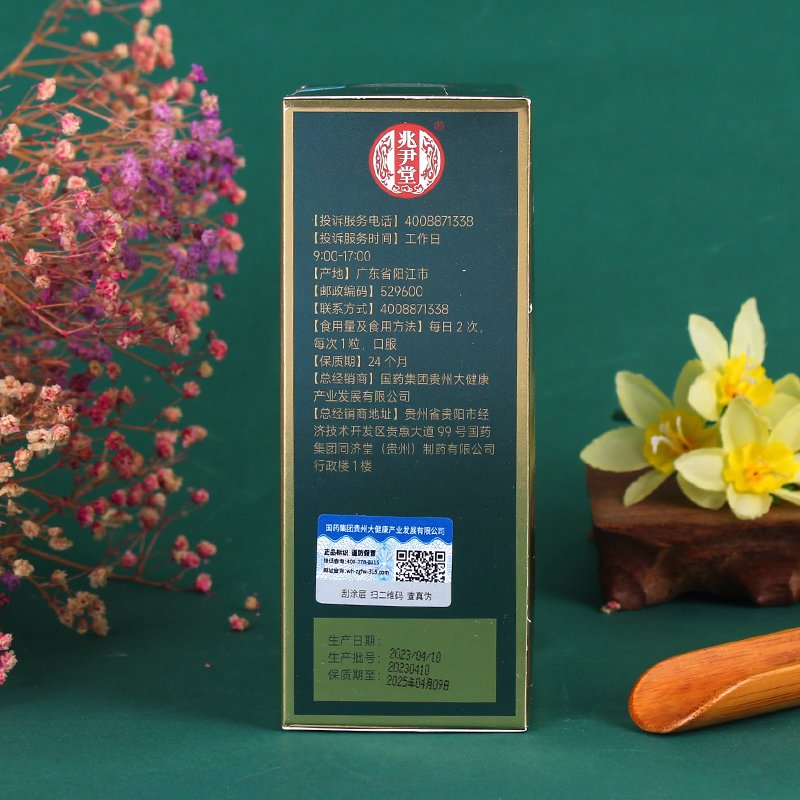 兆尹堂
®
【投诉服务电话】4008871338
【投诉服务时间】工作日
9:00-17:00
【产地】广东省阳江市
【邮政编码】529600
【联系方式】4008871338
【食用量及食用方法】每日2次，
每次1粒，口服
【保质期】24个月
【总经销商】国药集团贵州大健康
产业发展有限公司
【总经销商地址】贵州省贵阳市经
济技术开发区贵惠大道99号国药
集团同济堂（贵州）制药有限公司
行政楼1楼
国药集团贵州大健康产业发展有限公司
正品标识 谨防假冒
刮涂层 扫二维码 查真伪
生产日期：2023/04/10
生产批号：20230410
保质期至：2025年04月09日